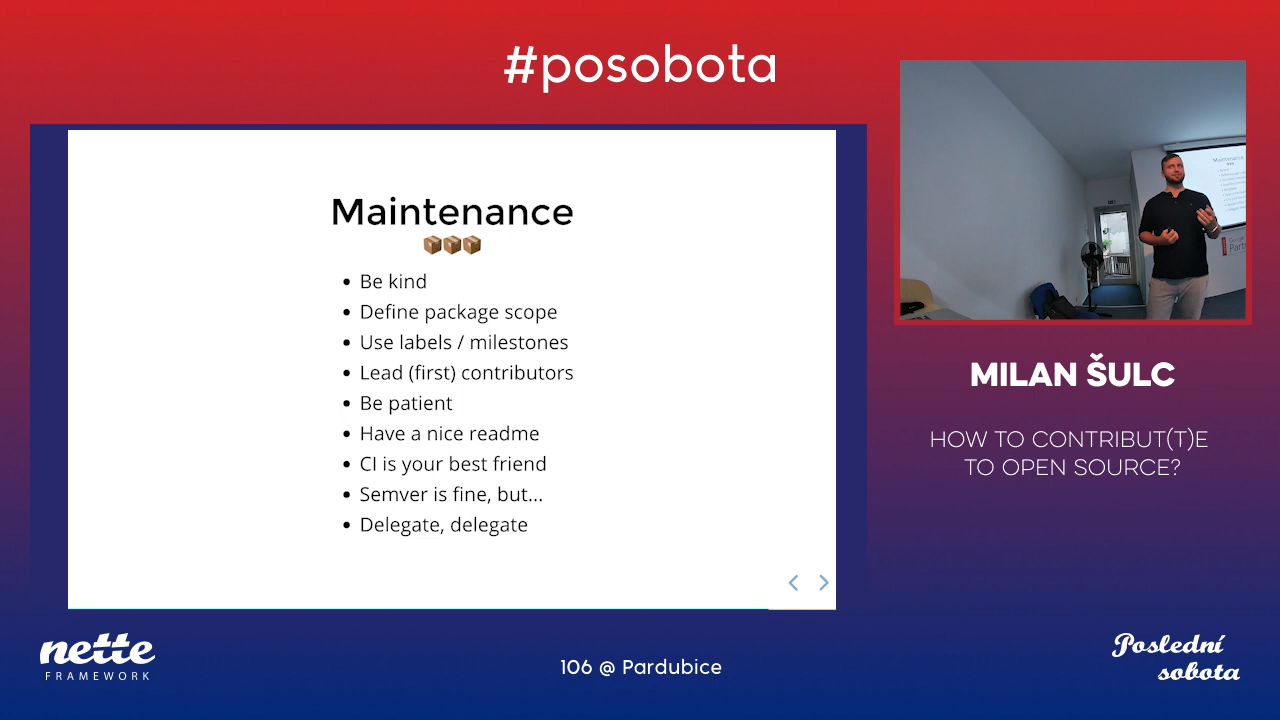 #posobota
Maintenance
Be kind
Define package scope
Use labels / milestones
Lead (first) contributors
Be patient
Have a nice readme
CI is your best friend
Semver is fine, but...
Delegate, delegate
Maintenance
MILAN ŠULC
HOW TO CONTRIBUT(T)E
TO OPEN SOURCE?
nette
FRAMEWORK
106 @ Pardubice
Poslední
sobota